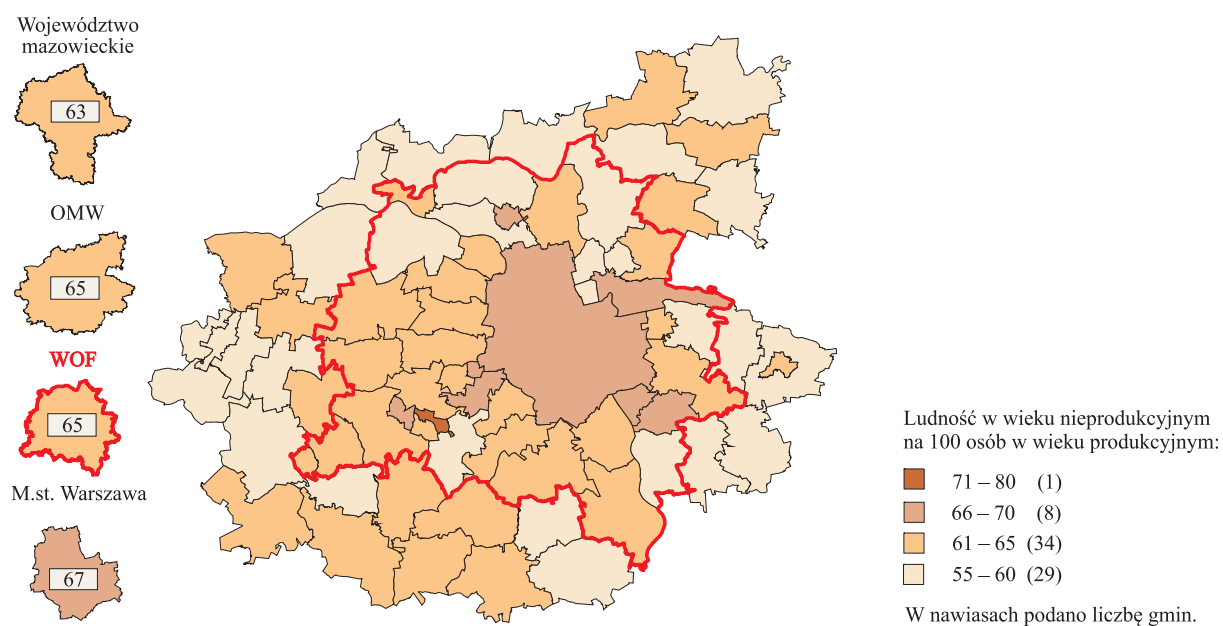 Województwo
mazowieckie
63
OMW
65
WOF
65
M.st. Warszawa
67
Ludność w wieku nieprodukcyjnym
na 100 osób w wieku produkcyjnym:
71 – 80 (1)
66 – 70 (8)
61 – 65 (34)
55 – 60 (29)
W nawiasach podano liczbę gmin.